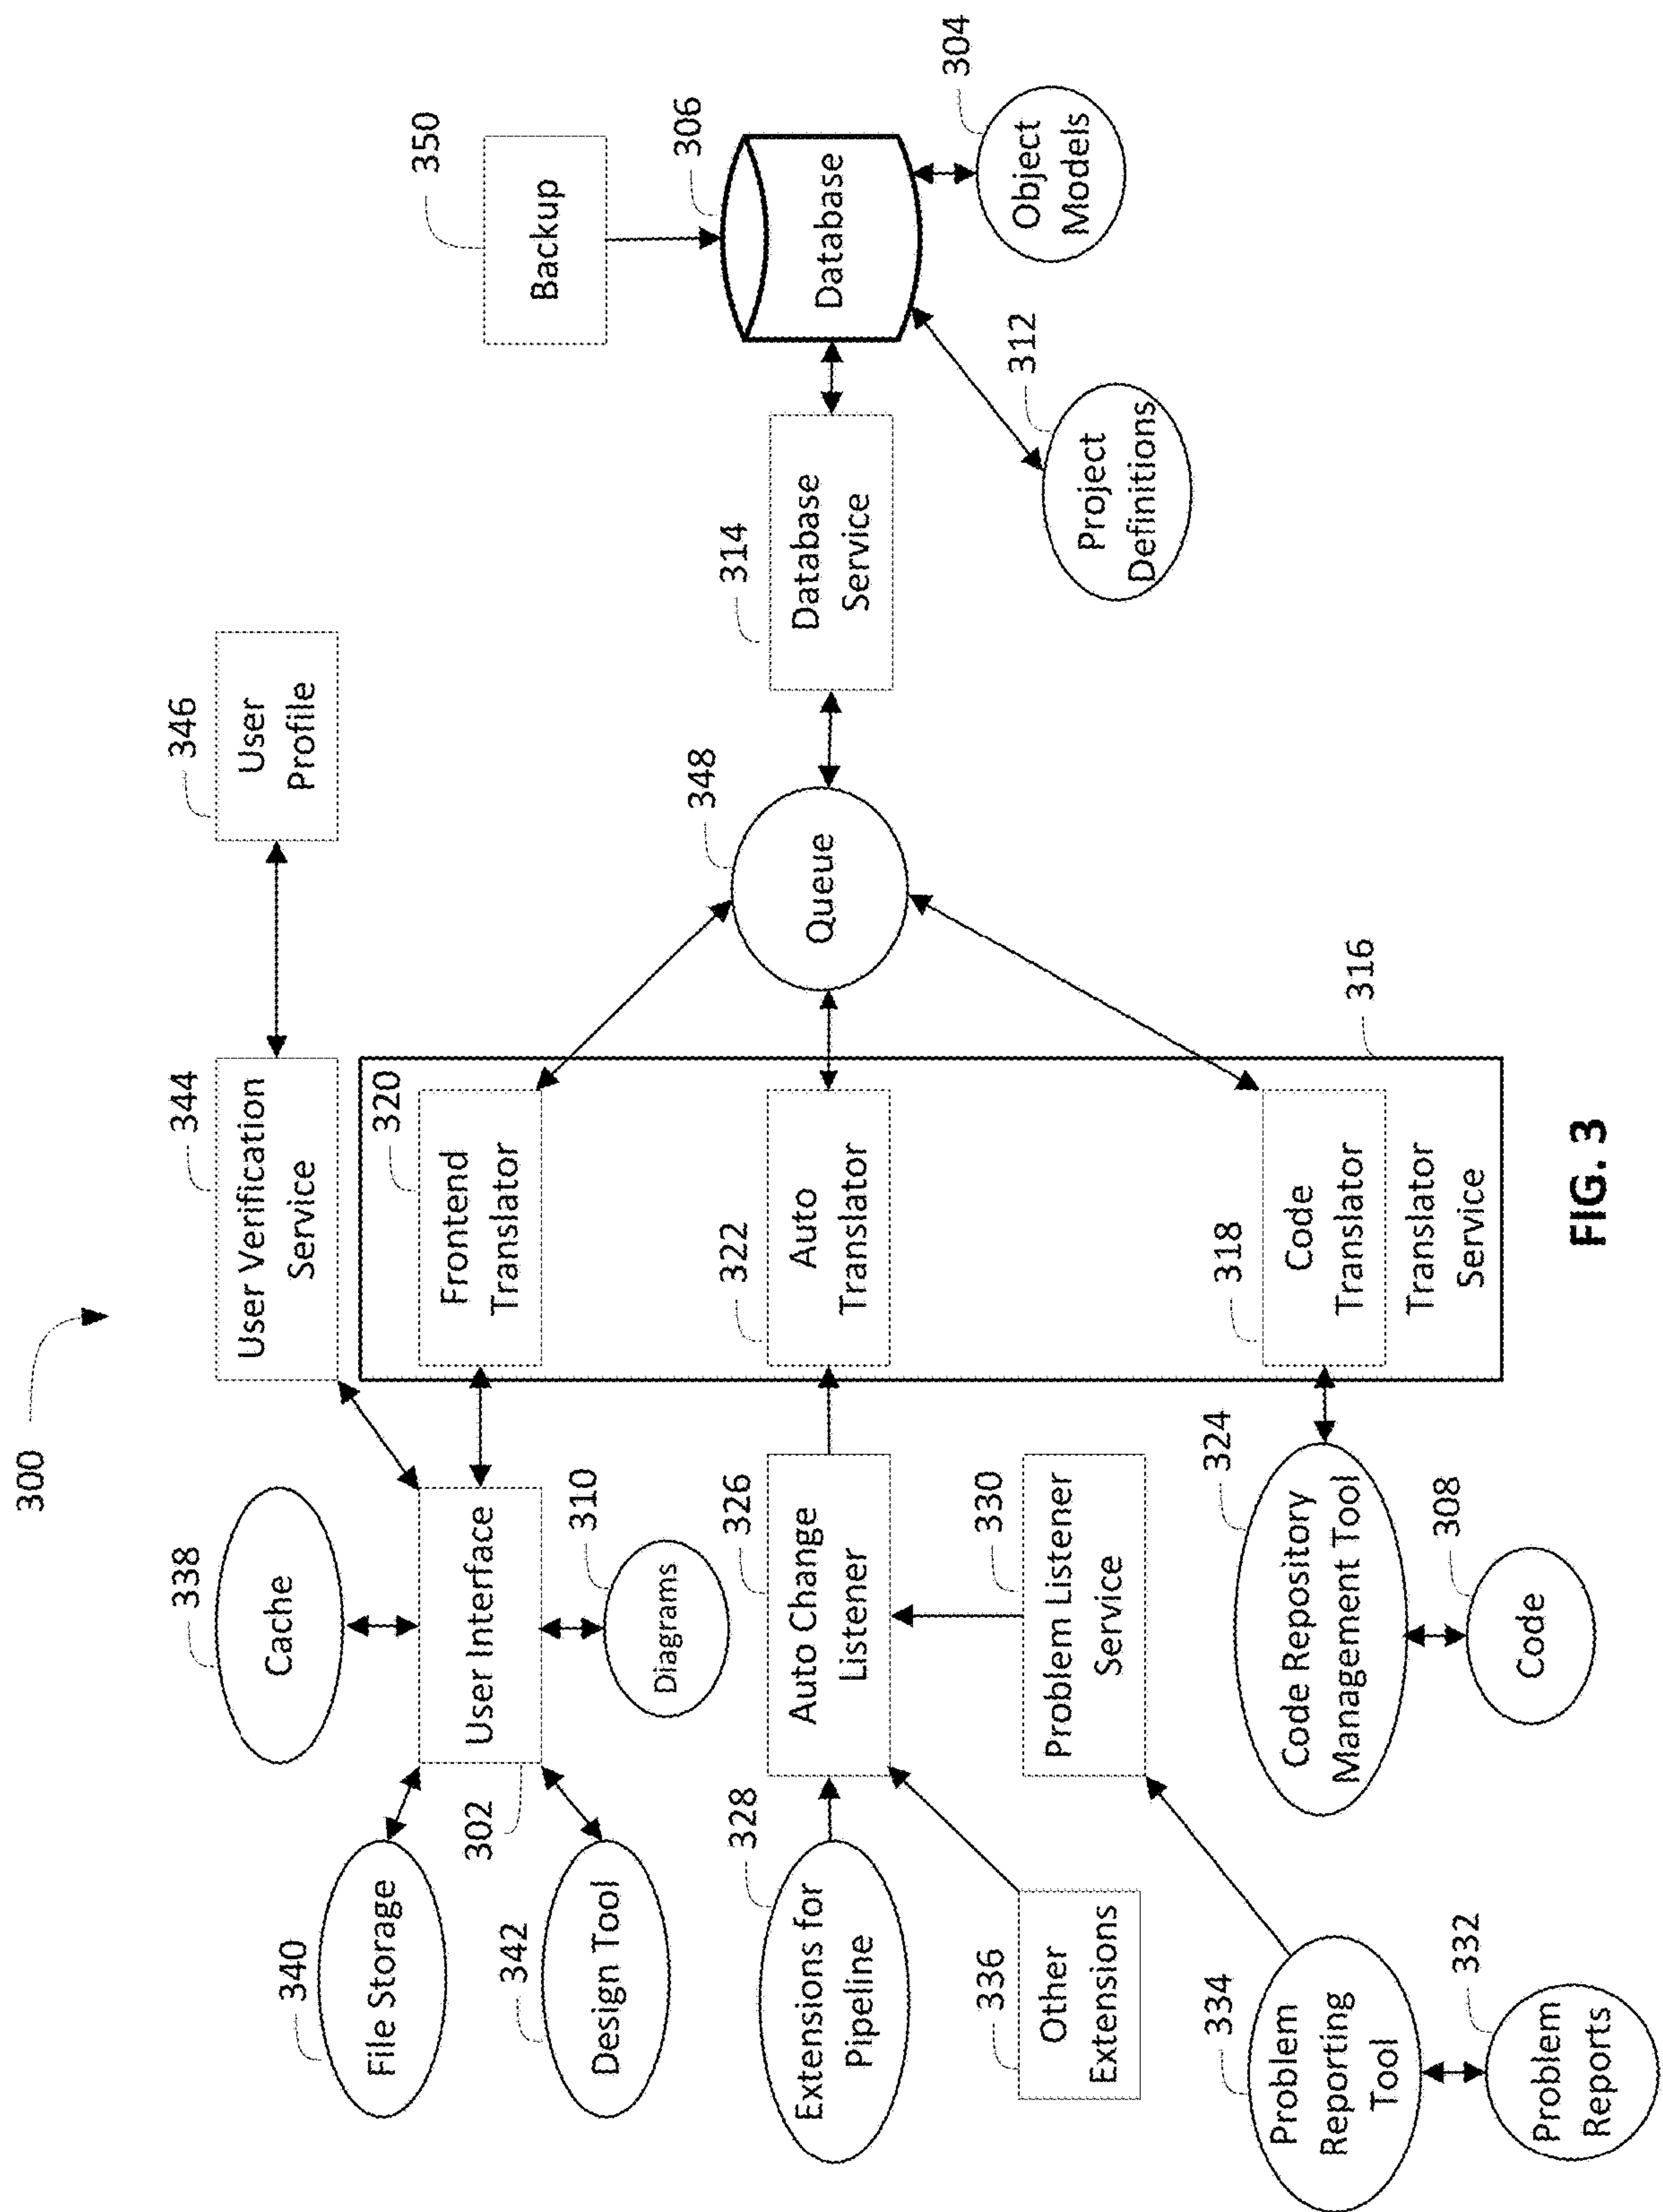 300
346
User
Profile
344
User Verification
Service
338
Cache
340
File Storage
302
User Interface
342
Design Tool
310
Diagrams
320
Frontend
Translator
350
Backup
306
Database
304
Object
Models
312
Project
Definitions
314
Database
Service
348
Queue
322
Auto
Translator
326
Auto Change
Listener
328
Extensions for
Pipeline
336
Other
Extensions
330
Problem Listener
Service
334
Problem
Reporting
Tool
332
Problem
Reports
316
318
Code
Translator
Translator
Service
324
Code Repository
Management Tool
308
Code
FIG. 3